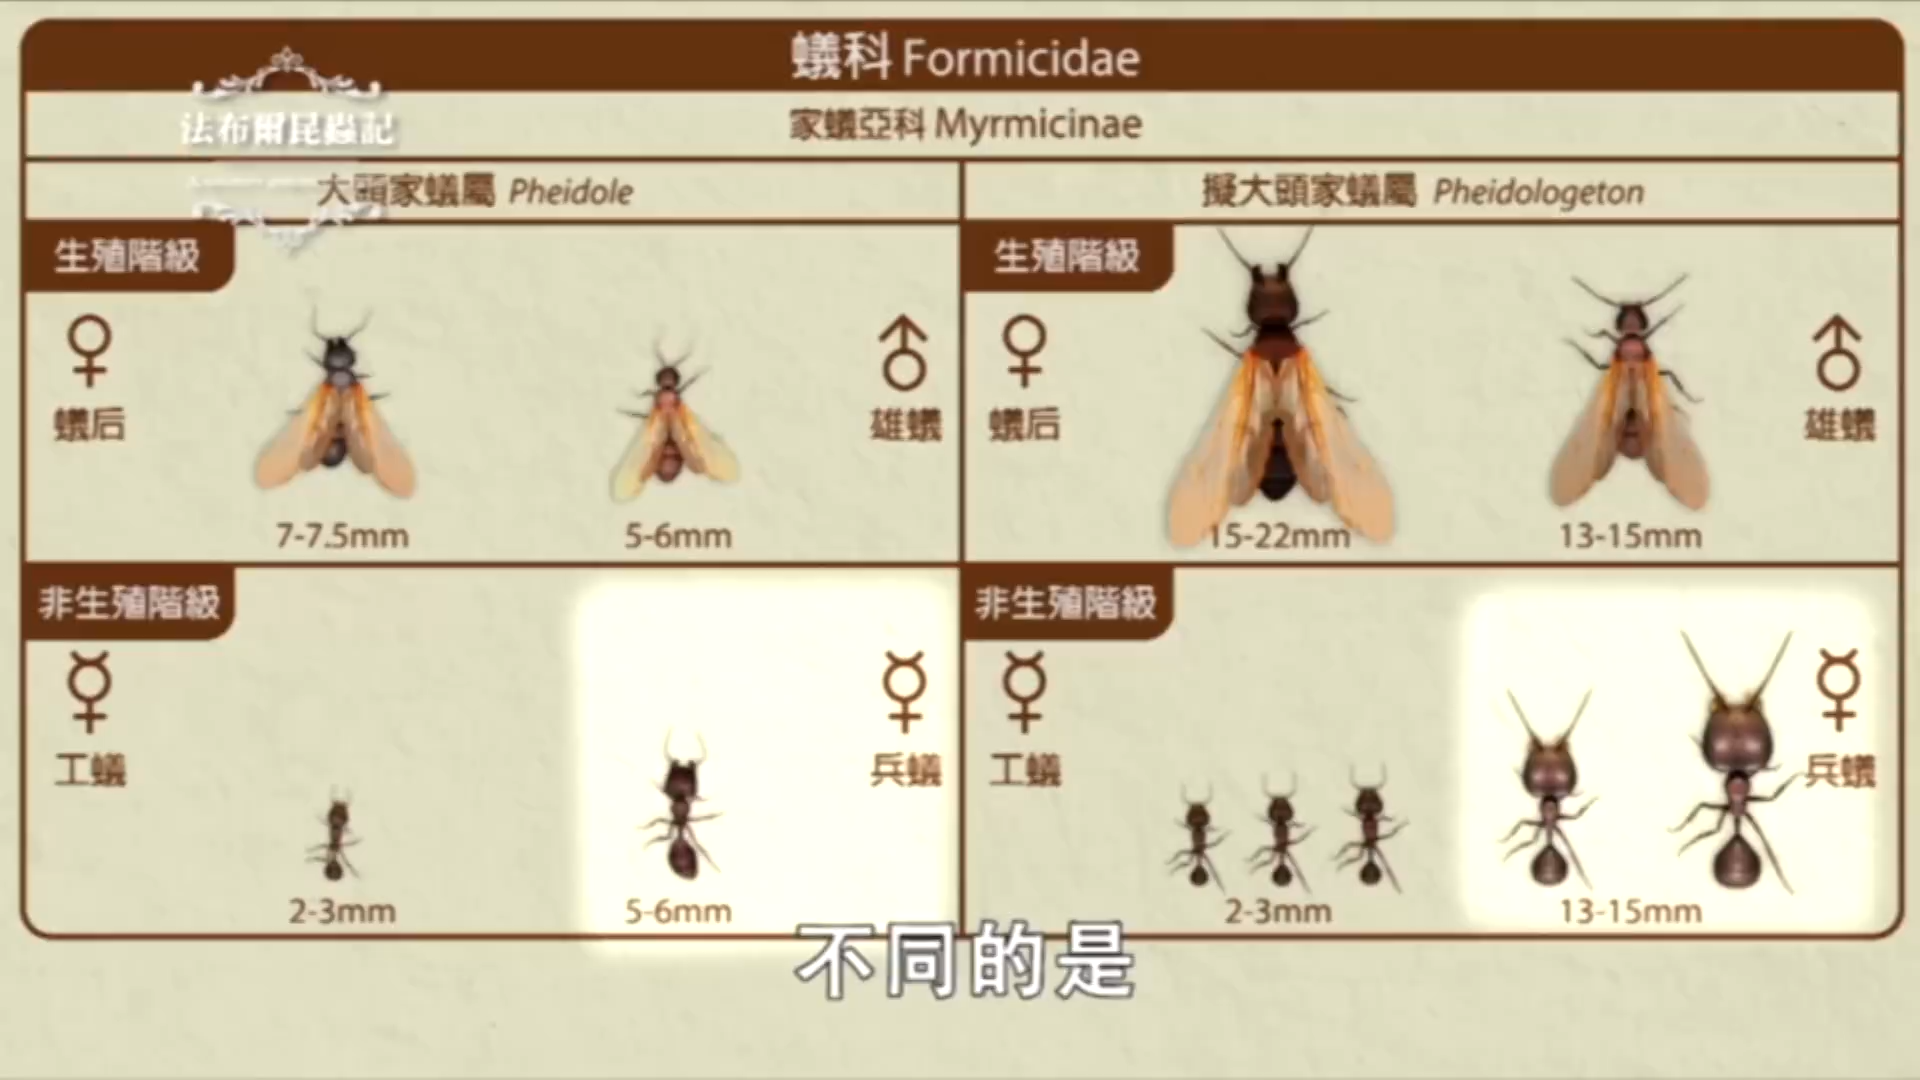 蟻科 Formicidae
法布爾昆蟲記
家蟻亞科 Myrmicinae
大頭家蟻屬 Pheidole
擬大頭家蟻屬 Pheidologeton
生殖階級
生殖階級
蟻后
雄蟻
蟻后
雄蟻
7-7.5mm
5-6mm
15-22mm
13-15mm
非生殖階級
非生殖階級
工蟻
兵蟻
工蟻
兵蟻
2-3mm
5-6mm
2-3mm
13-15mm
不同的是